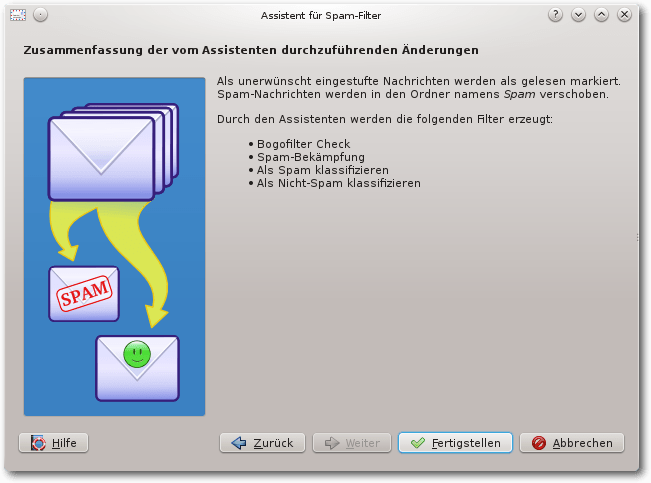 Assistent für Spam-Filter
Zusammenfassung der vom Assistenten durchzuführenden Änderungen
Als unerwünscht eingestufte Nachrichten werden als gelesen markiert.
Spam-Nachrichten werden in den Ordner namens Spam verschoben.
Durch den Assistenten werden die folgenden Filter erzeugt:
• Bogofilter Check
• Spam-Bekämpfung
• Als Spam klassifizieren
• Als Nicht-Spam klassifizieren
SPAM
Hilfe
Zurück
Weiter
Fertigstellen
Abbrechen